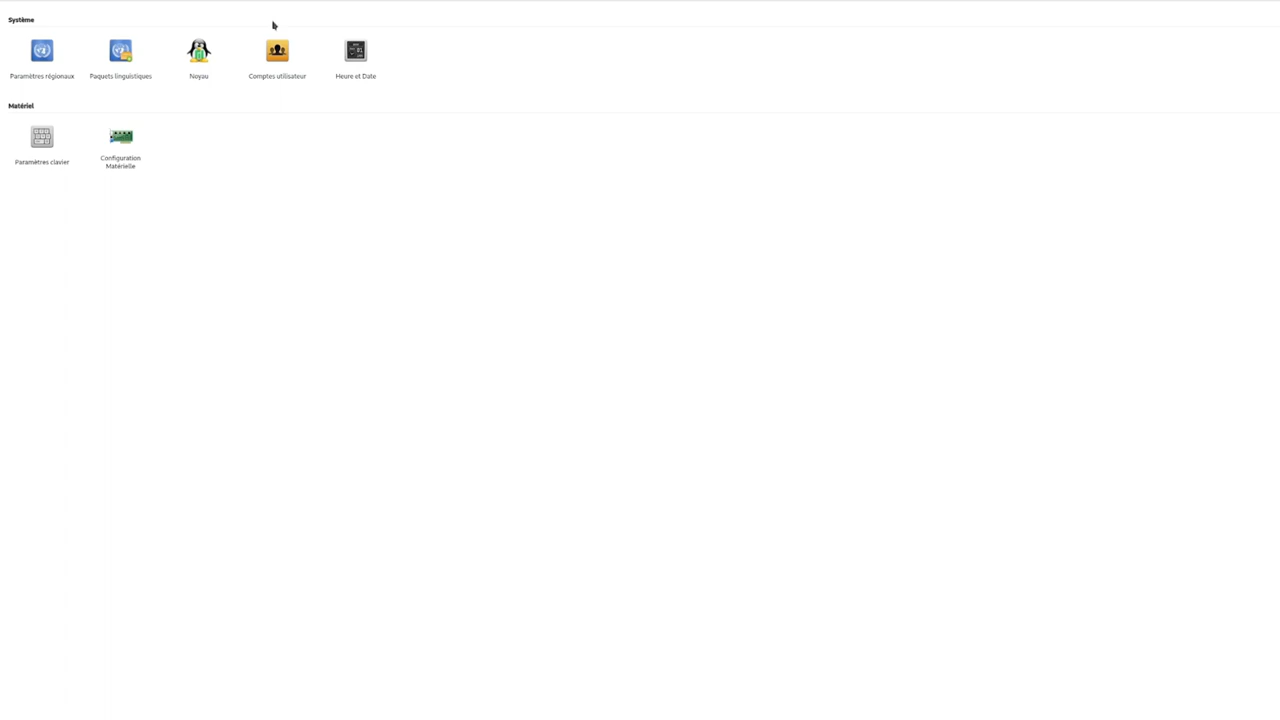 Système
Paramètres régionaux
Paquets linguistiques
Noyau
Comptes utilisateur
Heure et Date
Matériel
Paramètres clavier
Configuration
Matérielle